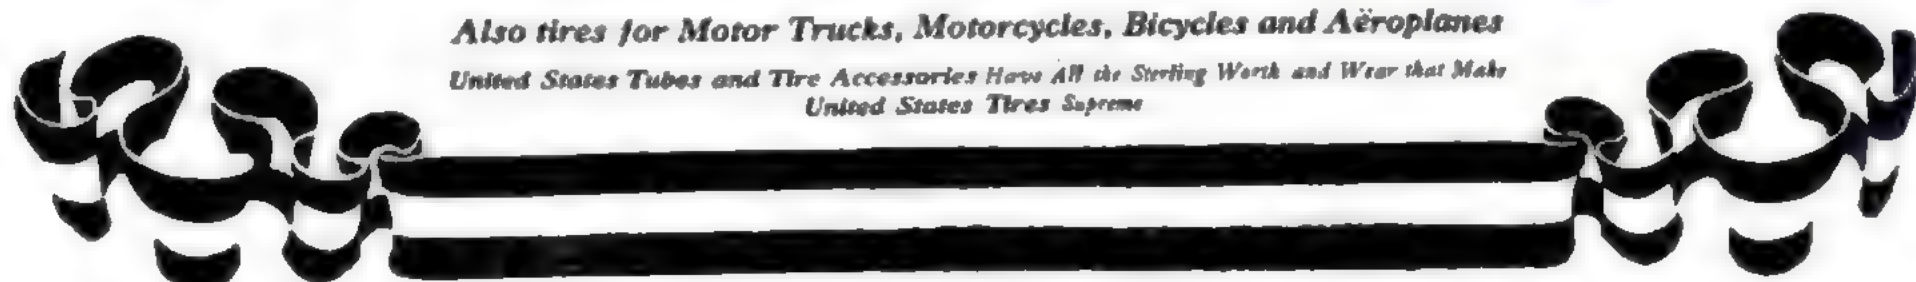 Also tires for Motor Trucks, Motorcycles, Bicycles and Aëroplanes
United States Tubes and Tire Accessories Have All the Sterling Worth and Wear that Make
United States Tires Supreme